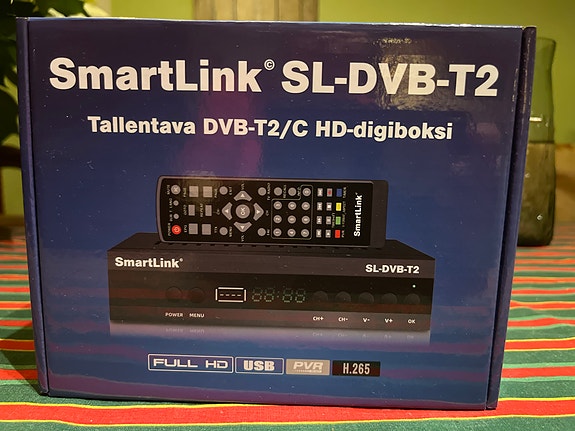 SmartLink© SL-DVB-T2
Tallentava DVB-T2/C HD-digiboksi
SmartLink
SmartLink®
SL-DVB-T2
POWER MENU
CH+ CH- V- V+ OK
FULL HD USB PVR H.265